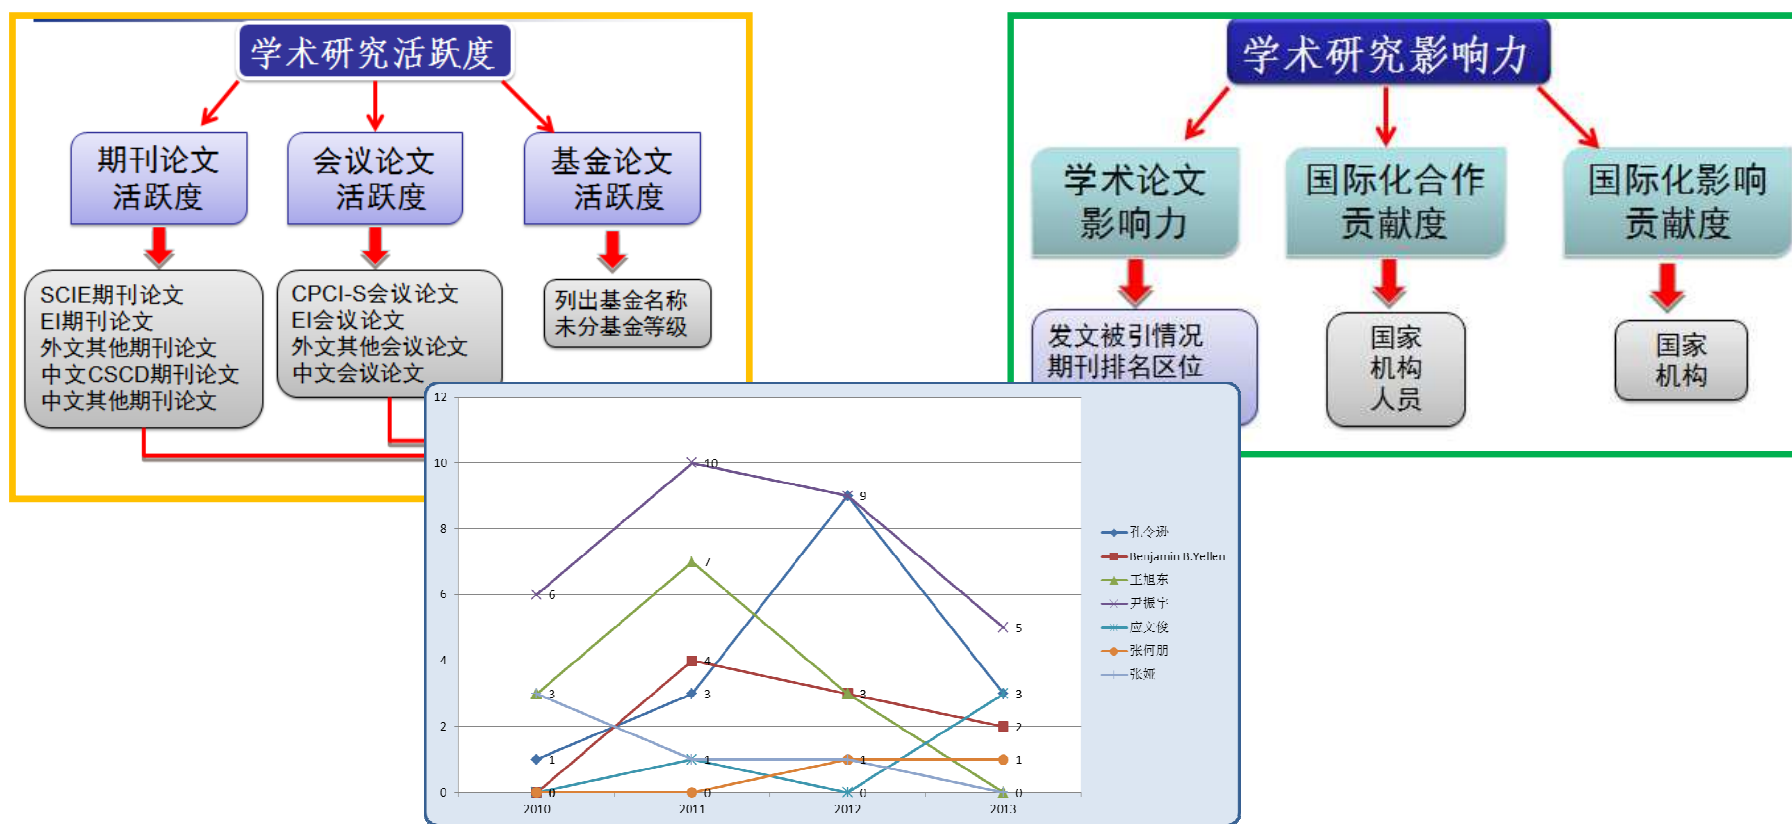 学术研究活跃度
期刊论文
活跃度
会议论文
活跃度
基金论文
活跃度
SCIE期刊论文
EI期刊论文
外文其他期刊论文
中文CSCD期刊论文
中文其他期刊论文
CPCI-S会议论文
EI会议论文
外文其他会议论文
中文会议论文
列出基金名称
未分基金等级
学术研究影响力
学术论文
影响力
国际化合作
贡献度
国际化影响
贡献度
发文被引情况
期刊排名区位
国家
机构
人员
国家
机构
12
10
8
6
4
2
0
2010
2011
2012
2013
6
3
1
0
10
7
4
3
1
0
9
3
1
0
5
3
2
1
0
孔令逊
Benjamin B.Yellen
王旭东
尹振宇
应文俊
张何朋
张娅